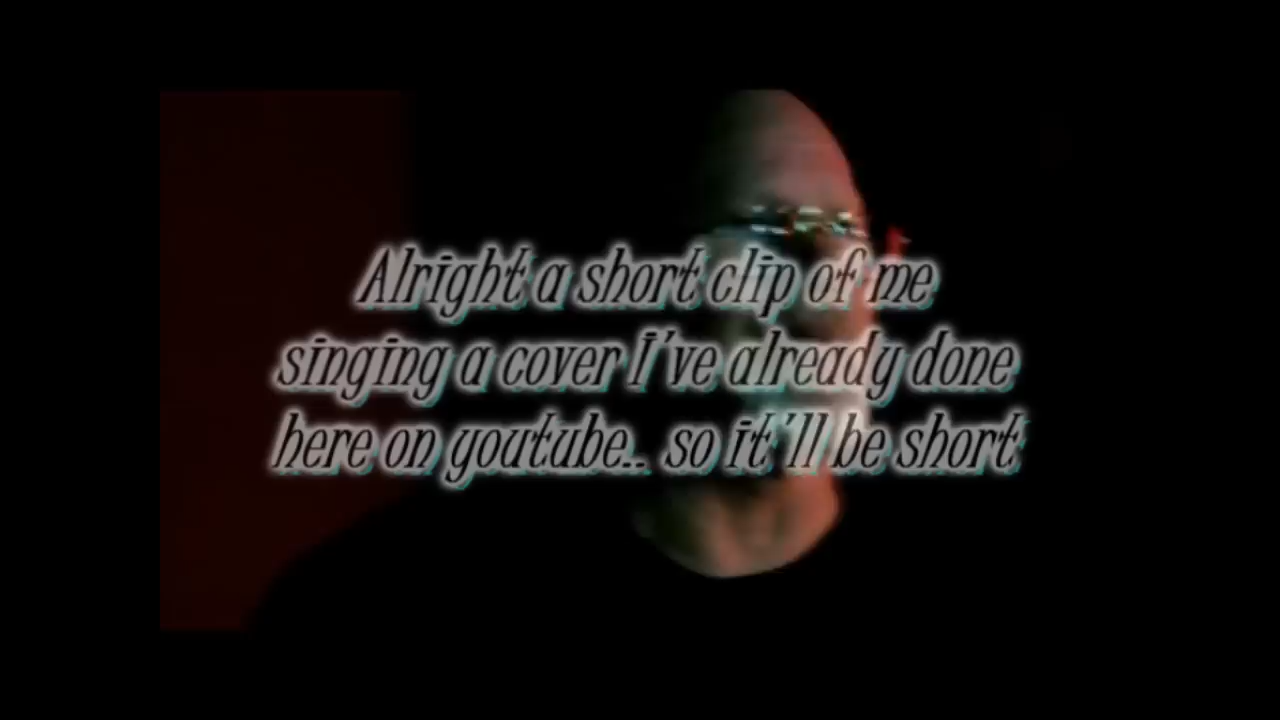 Alright a short clip of me
singing a cover I've already done
here on youtube.. so it'll be short